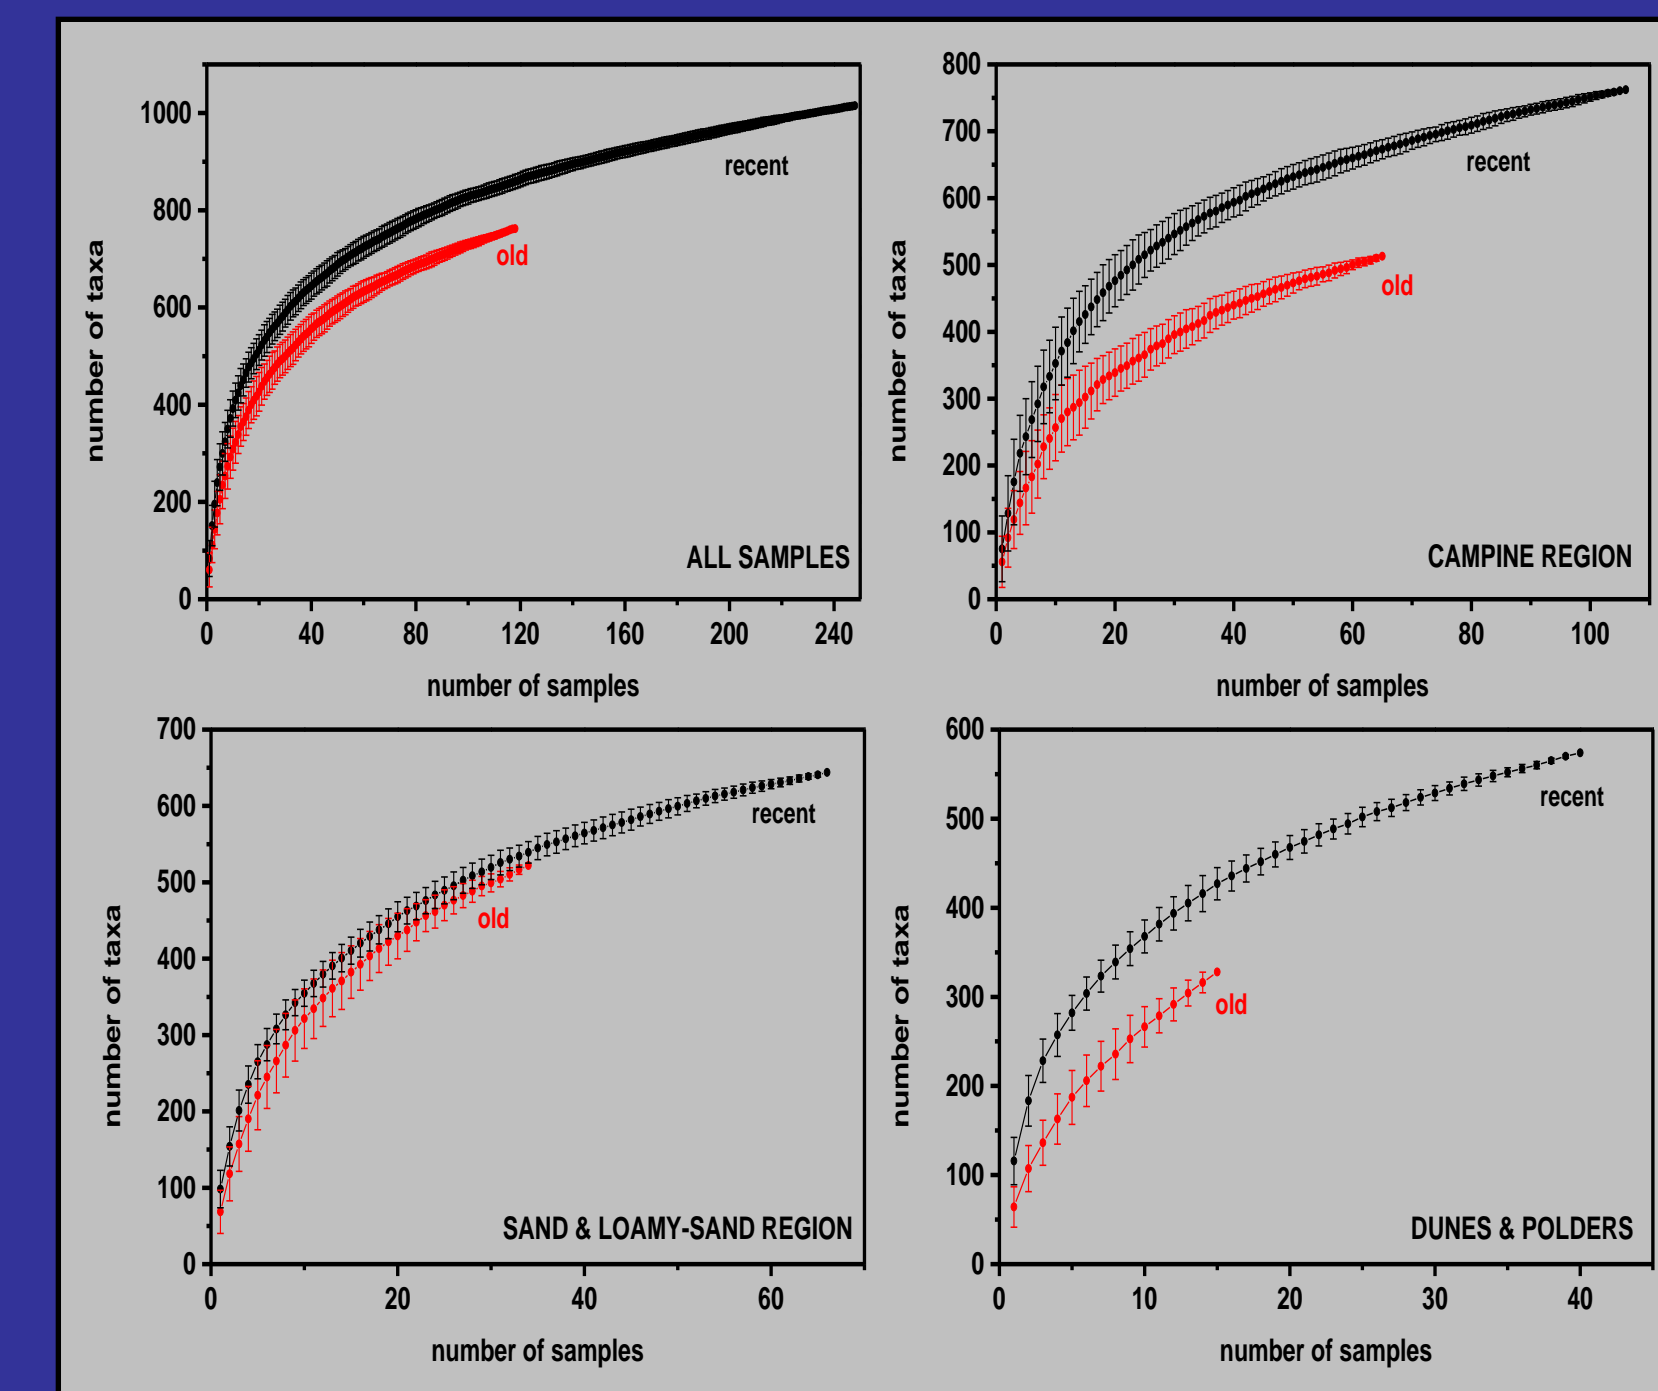 1000
800
600
400
200
0
number of taxa
recent
old
ALL SAMPLES
0 40 80 120 160 200 240
number of samples
800
700
600
500
400
300
200
100
0
number of taxa
recent
old
CAMPINE REGION
0 20 40 60 80 100
number of samples
700
600
500
400
300
200
100
0
number of taxa
recent
old
SAND & LOAMY-SAND REGION
0 20 40 60
number of samples
600
500
400
300
200
100
0
number of taxa
recent
old
DUNES & POLDERS
0 10 20 30 40
number of samples